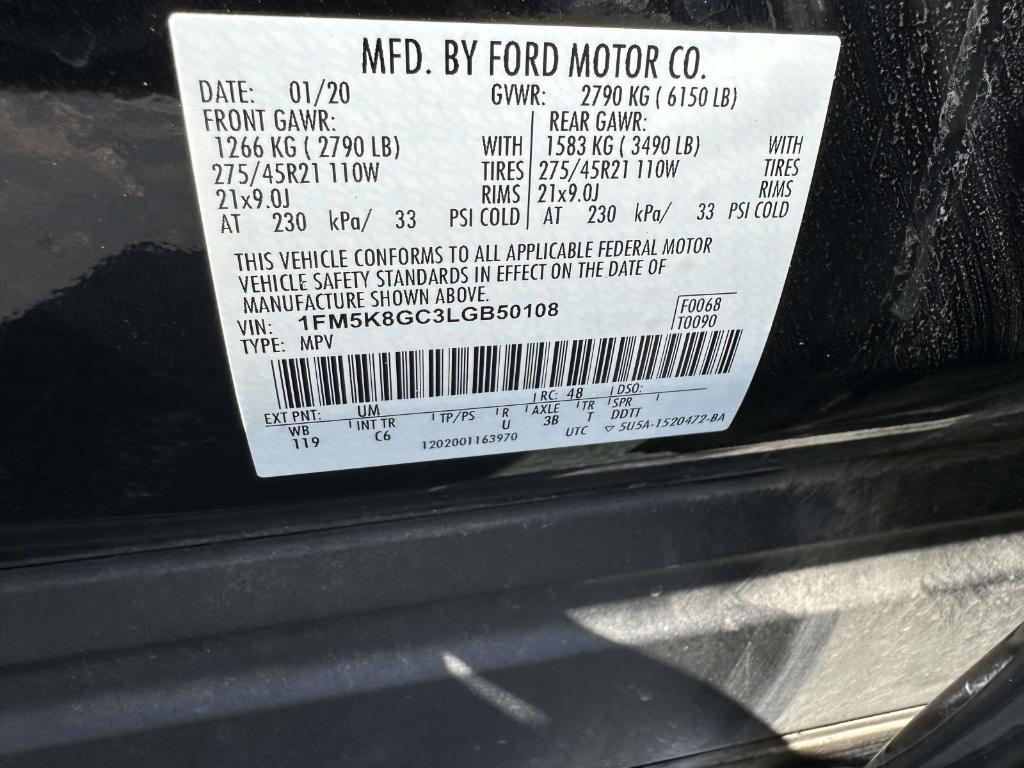 MFD. BY FORD MOTOR CO.
DATE: 01/20 GVWR: 2790 KG ( 6150 LB)
FRONT GAWR: REAR GAWR:
1266 KG ( 2790 LB) WITH 1583 KG ( 3490 LB) WITH
275/45R21 110W TIRES 275/45R21 110W TIRES
21x9.0J RIMS 21x9.0J RIMS
AT 230 kPa/ 33 PSI COLD AT 230 kPa/ 33 PSI COLD
THIS VEHICLE CONFORMS TO ALL APPLICABLE FEDERAL MOTOR
VEHICLE SAFETY STANDARDS IN EFFECT ON THE DATE OF
MANUFACTURE SHOWN ABOVE.
VIN: 1FM5K8GC3LGB50108 F0068
TYPE: MPV T0090
EXT PNT: UM RC: 48 DSO:
WB INT TR TP/PS R AXLE TR SPR
119 C6 U 3B T DDTT
1202001163970 UTC ▽ 5U5A-1520472-BA